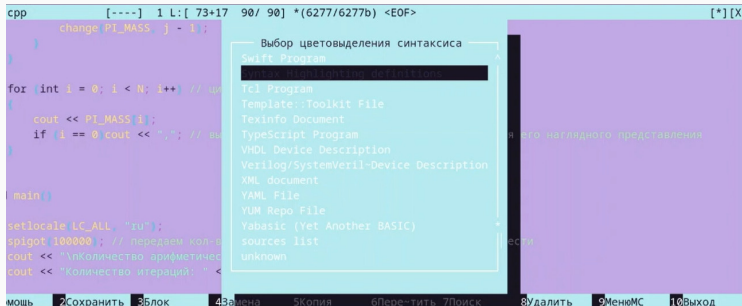 cpp [----] 1 L:[ 73+17 90/ 90] *(6277/6277b) <EOF> [*][X
change(PI_MASS, j - 1);
}
}
Выбор цветовыделения синтаксиса
Swift Program
Syntax Highlighting definitions
Tcl Program
Template::Toolkit File
Texinfo Document
TypeScript Program
VHDL Device Description
Verilog/SystemVeril~Device Description
XML document
YAML File
YUM Repo File
Yabasic (Yet Another BASIC)
sources list
unknown
for (int i = 0; i < N; i++) // ци
{
cout << PI_MASS[i];
if (i == 0)cout << ","; // вы я его наглядного представления
}
main()
setlocale(LC_ALL, "ru");
spigot(100000); // передаем кол-в ести
cout << "\nКоличество арифметичес
cout << "Количество итераций: " <
мощь 2Сохранить 3Блок 4Замена 5Копия 6Пере~тить 7Поиск 8Удалить 9МенюМС 10Выход